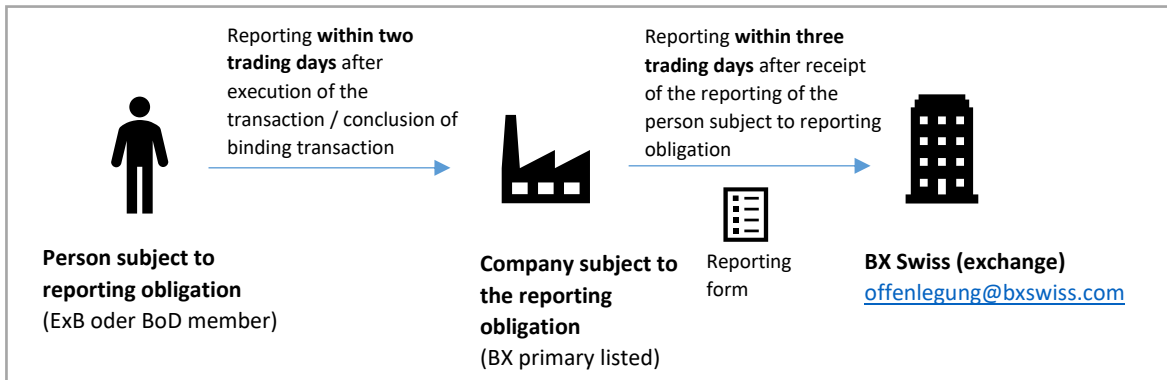 Reporting within two
trading days after
execution of the
transaction / conclusion of
binding transaction
Reporting within three
trading days after receipt
of the reporting of the
person subject to reporting
obligation
Person subject to
reporting obligation
(ExB oder BoD member)
Company subject to
the reporting
obligation
(BX primary listed)
Reporting
form
BX Swiss (exchange)
offenlegung@bxswiss.com